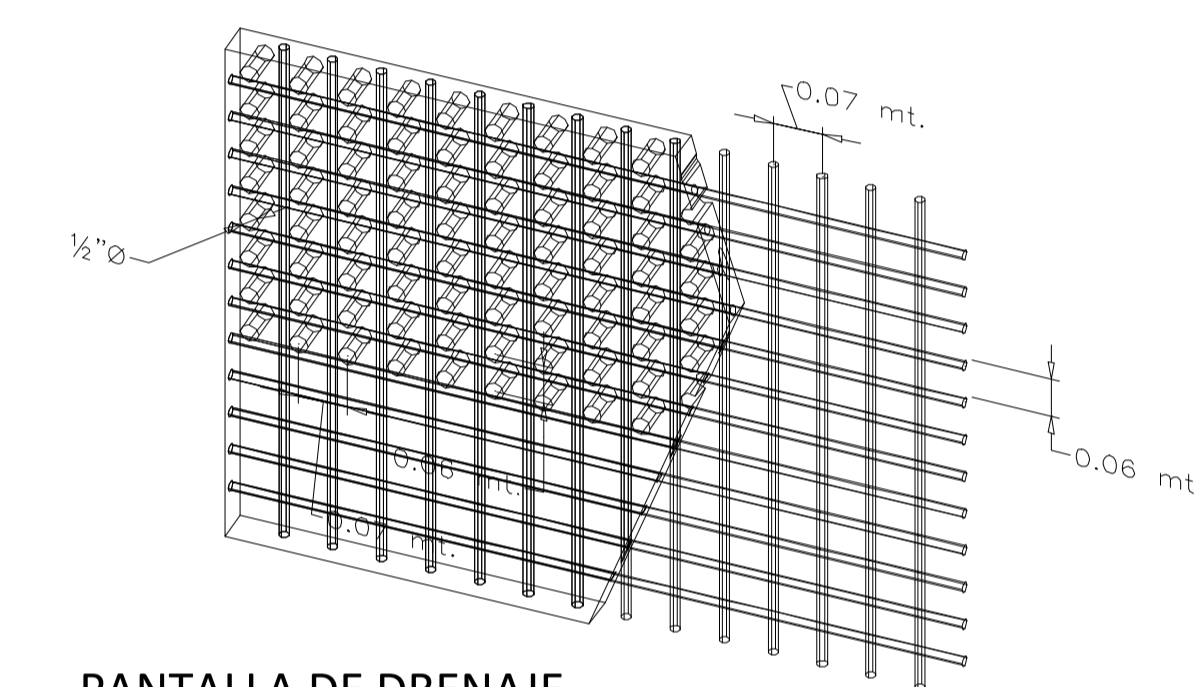 0.07 mt.
½"Ø
0.06 mt
0.06 mt.
0.07 mt.
PANTALLA DE DRENAJE